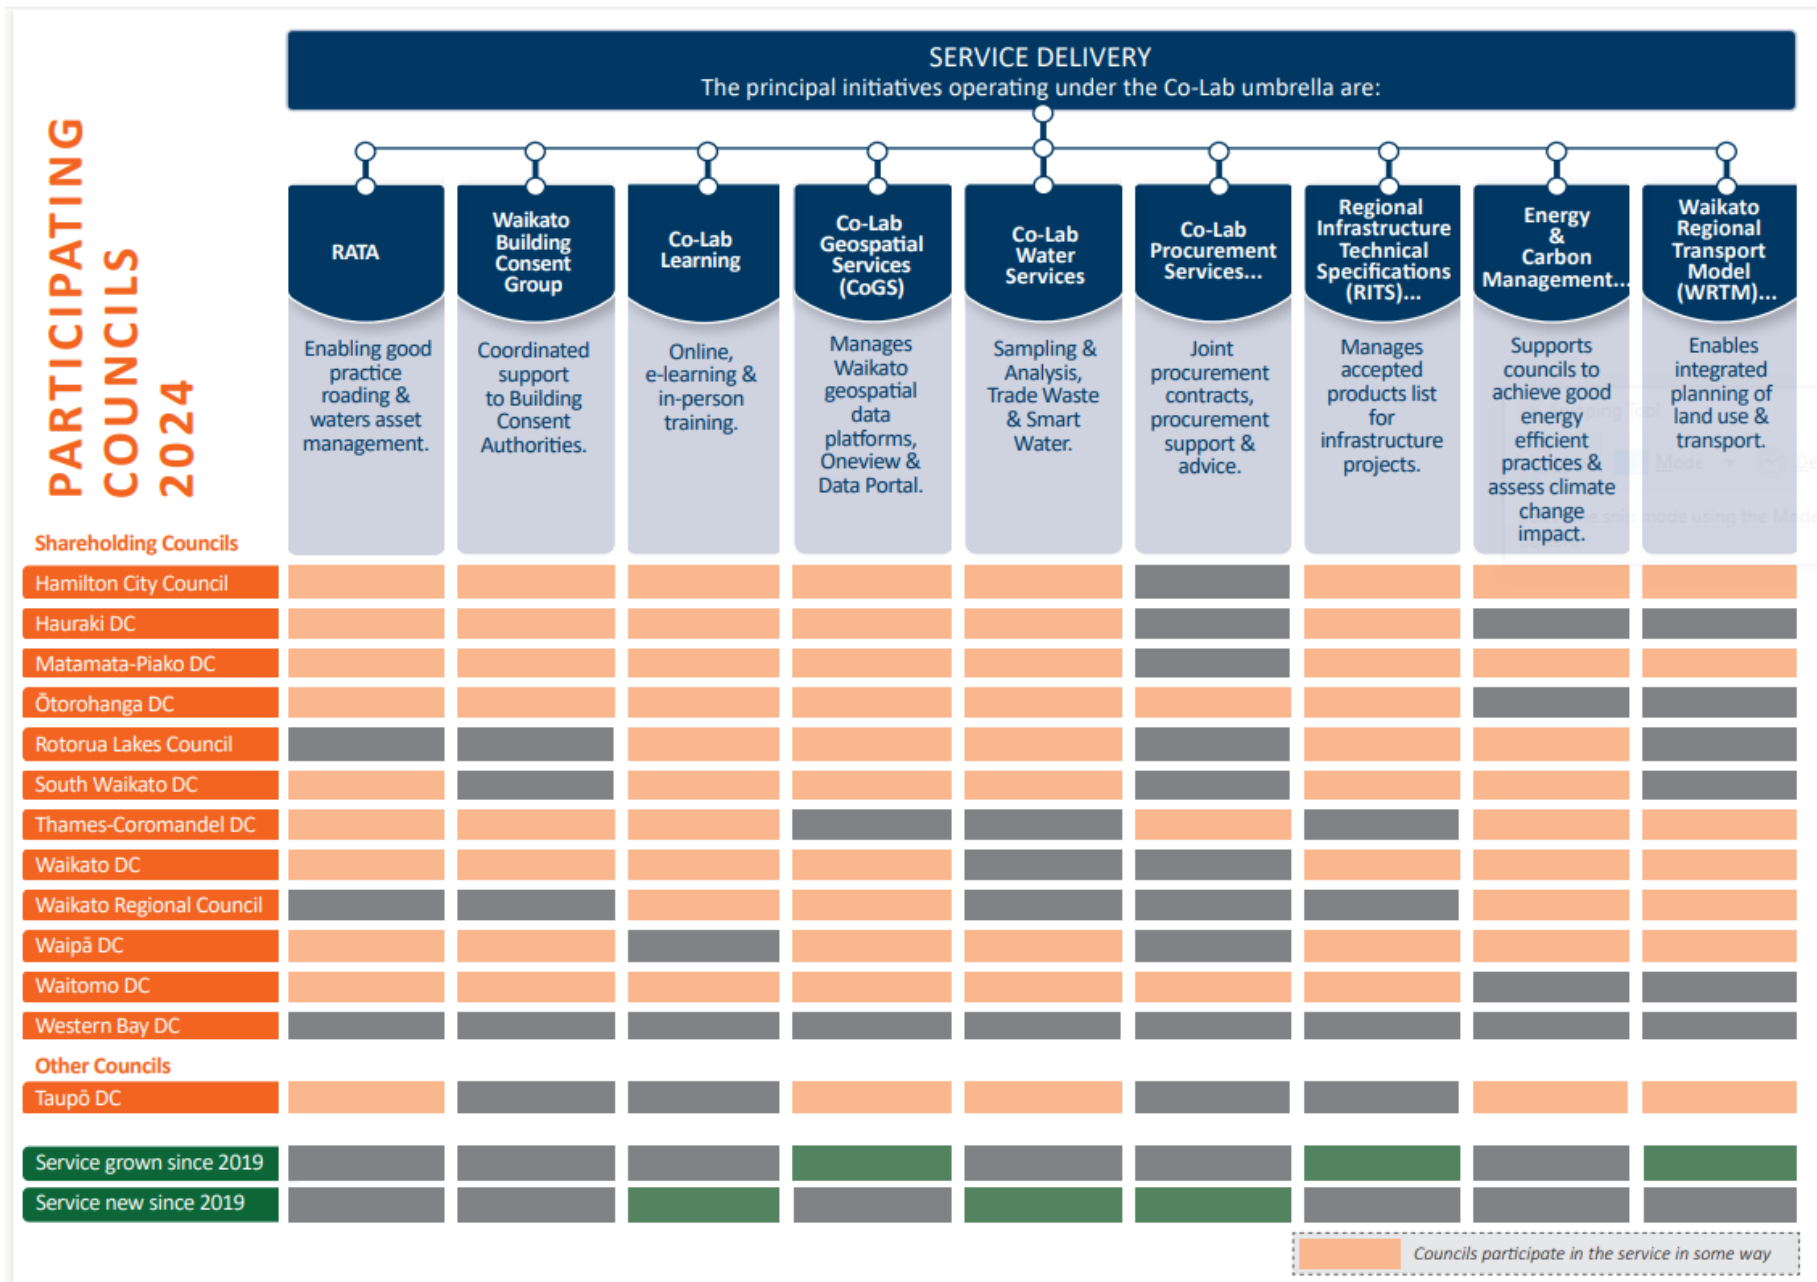 SERVICE DELIVERY
The principal initiatives operating under the Co-Lab umbrella are:
PARTICIPATING
COUNCILS
2024
RATA
Waikato
Building
Consent
Group
Co-Lab
Learning
Co-Lab
Geospatial
Services
(CoGS)
Co-Lab
Water
Services
Co-Lab
Procurement
Services...
Regional
Infrastructure
Technical
Specifications
(RITS)...
Energy
&
Carbon
Management...
Waikato
Regional
Transport
Model
(WRTM)...
Enabling good
practice
roading &
waters asset
management.
Coordinated
support
to Building
Consent
Authorities.
Online,
e-learning &
in-person
training.
Manages
Waikato
geospatial
data
platforms,
Oneview &
Data Portal.
Sampling &
Analysis,
Trade Waste
& Smart
Water.
Joint
procurement
contracts,
procurement
support &
advice.
Manages
accepted
products list
for
infrastructure
projects.
Supports
councils to
achieve good
energy
efficient
practices &
assess climate
change
impact.
Enables
integrated
planning of
land use &
transport.
Shareholding Councils
Hamilton City Council
Hauraki DC
Matamata-Piako DC
Ōtorohanga DC
Rotorua Lakes Council
South Waikato DC
Thames-Coromandel DC
Waikato DC
Waikato Regional Council
Waipā DC
Waitomo DC
Western Bay DC
Other Councils
Taupō DC
Service grown since 2019
Service new since 2019
Councils participate in the service in some way